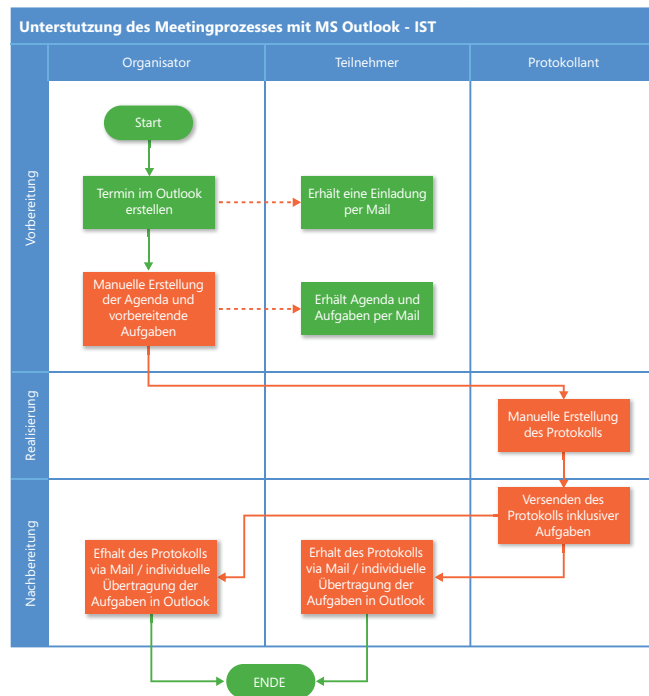 Unterstutzung des Meetingprozesses mit MS Outlook - IST
Organisator
Teilnehmer
Protokollant
Vorbereitung
Start
Termin im Outlook
erstellen
Erhält eine Einladung
per Mail
Manuelle Erstellung
der Agenda und
vorbereitende
Aufgaben
Erhält Agenda und
Aufgaben per Mail
Realisierung
Manuelle Erstellung
des Protokolls
Nachbereitung
Versenden des
Protokolls inklusiver
Aufgaben
Efhalt des Protokolls
via Mail / individuelle
Übertragung der
Aufgaben in Outlook
Erhalt des Protokolls
via Mail / individuelle
Übertragung der
Aufgaben in Outlook
ENDE